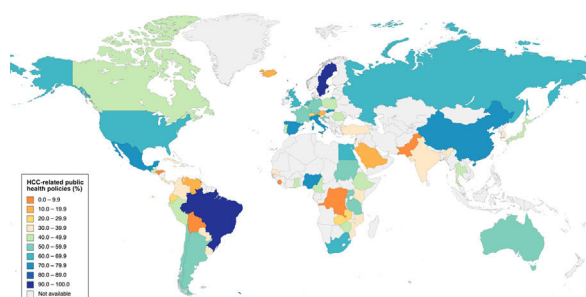 HCC-related public
health policies (%)
0.0 – 9.9
10.0 – 19.9
20.0 – 29.9
30.0 – 39.9
40.0 – 49.9
50.0 – 59.9
60.0 – 69.9
70.0 – 79.9
80.0 – 89.0
90.0 – 100.0
Not available